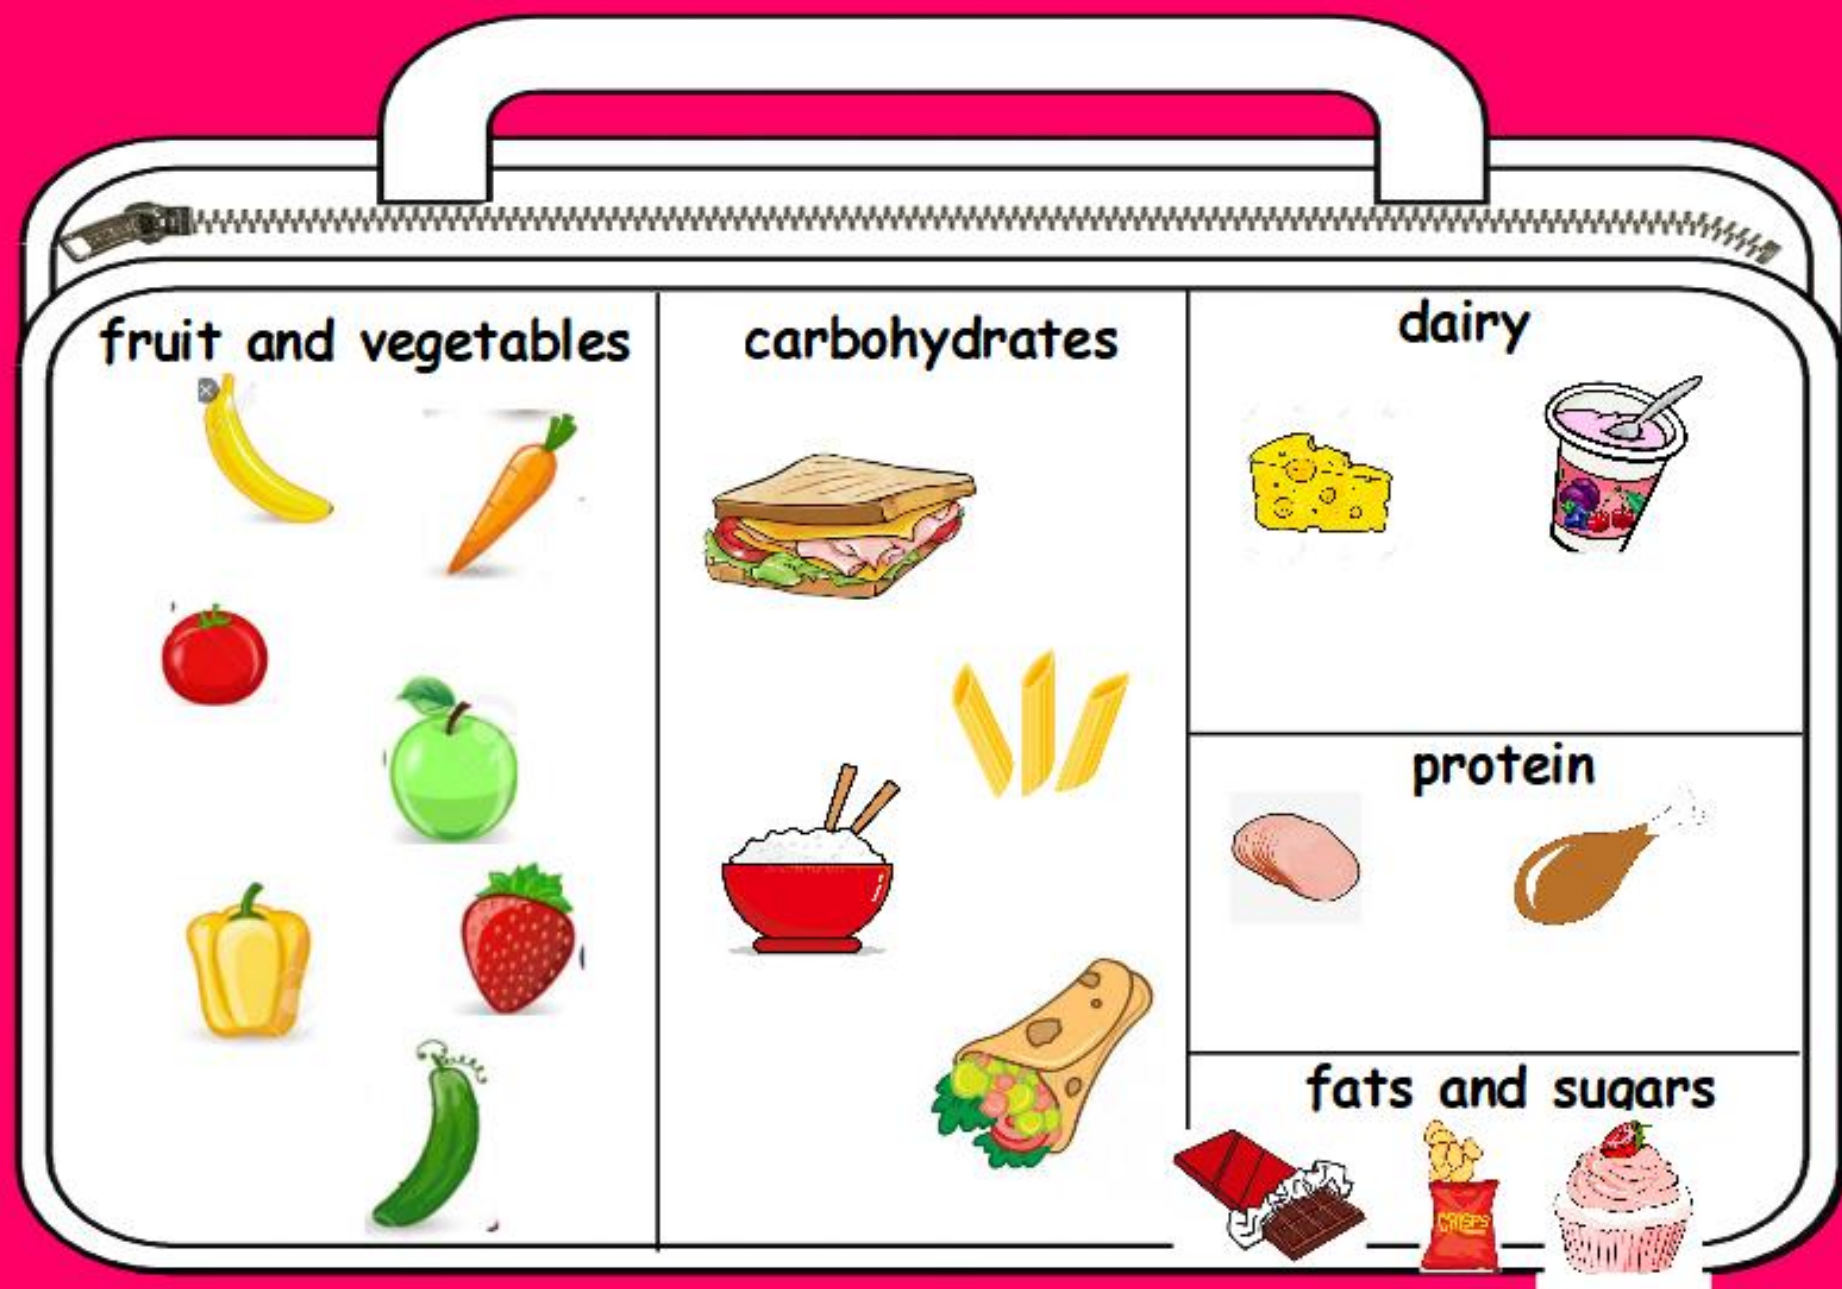 fruit and vegetables
carbohydrates
dairy
protein
fats and sugars
CRISPS